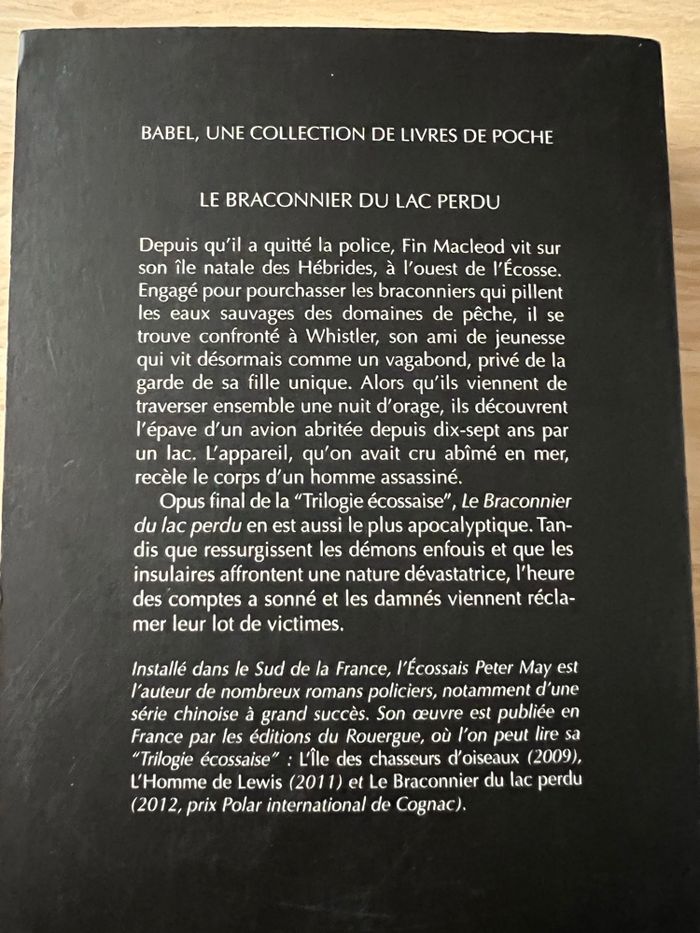 BABEL, UNE COLLECTION DE LIVRES DE POCHE
LE BRACONNIER DU LAC PERDU
Depuis qu'il a quitté la police, Fin Macleod vit sur
son île natale des Hébrides, à l'ouest de l'Écosse.
Engagé pour pourchasser les braconniers qui pillent
les eaux sauvages des domaines de pêche, il se
trouve confronté à Whistler, son ami de jeunesse
qui vit désormais comme un vagabond, privé de la
garde de sa fille unique. Alors qu'ils viennent de
traverser ensemble une nuit d'orage, ils découvrent
l'épave d'un avion abritée depuis dix-sept ans par
un lac. L'appareil, qu'on avait cru abîmé en mer,
recèle le corps d'un homme assassiné.
Opus final de la "Trilogie écossaise", Le Braconnier
du lac perdu en est aussi le plus apocalyptique. Tan-
dis que ressurgissent les démons enfouis et que les
insulaires affrontent une nature dévastatrice, l'heure
des comptes a sonné et les damnés viennent récla-
mer leur lot de victimes.
Installé dans le Sud de la France, l'Écossais Peter May est
l'auteur de nombreux romans policiers, notamment d'une
série chinoise à grand succès. Son œuvre est publiée en
France par les éditions du Rouergue, où l'on peut lire sa
"Trilogie écossaise" : L'Île des chasseurs d'oiseaux (2009),
L'Homme de Lewis (2011) et Le Braconnier du lac perdu
(2012, prix Polar international de Cognac).